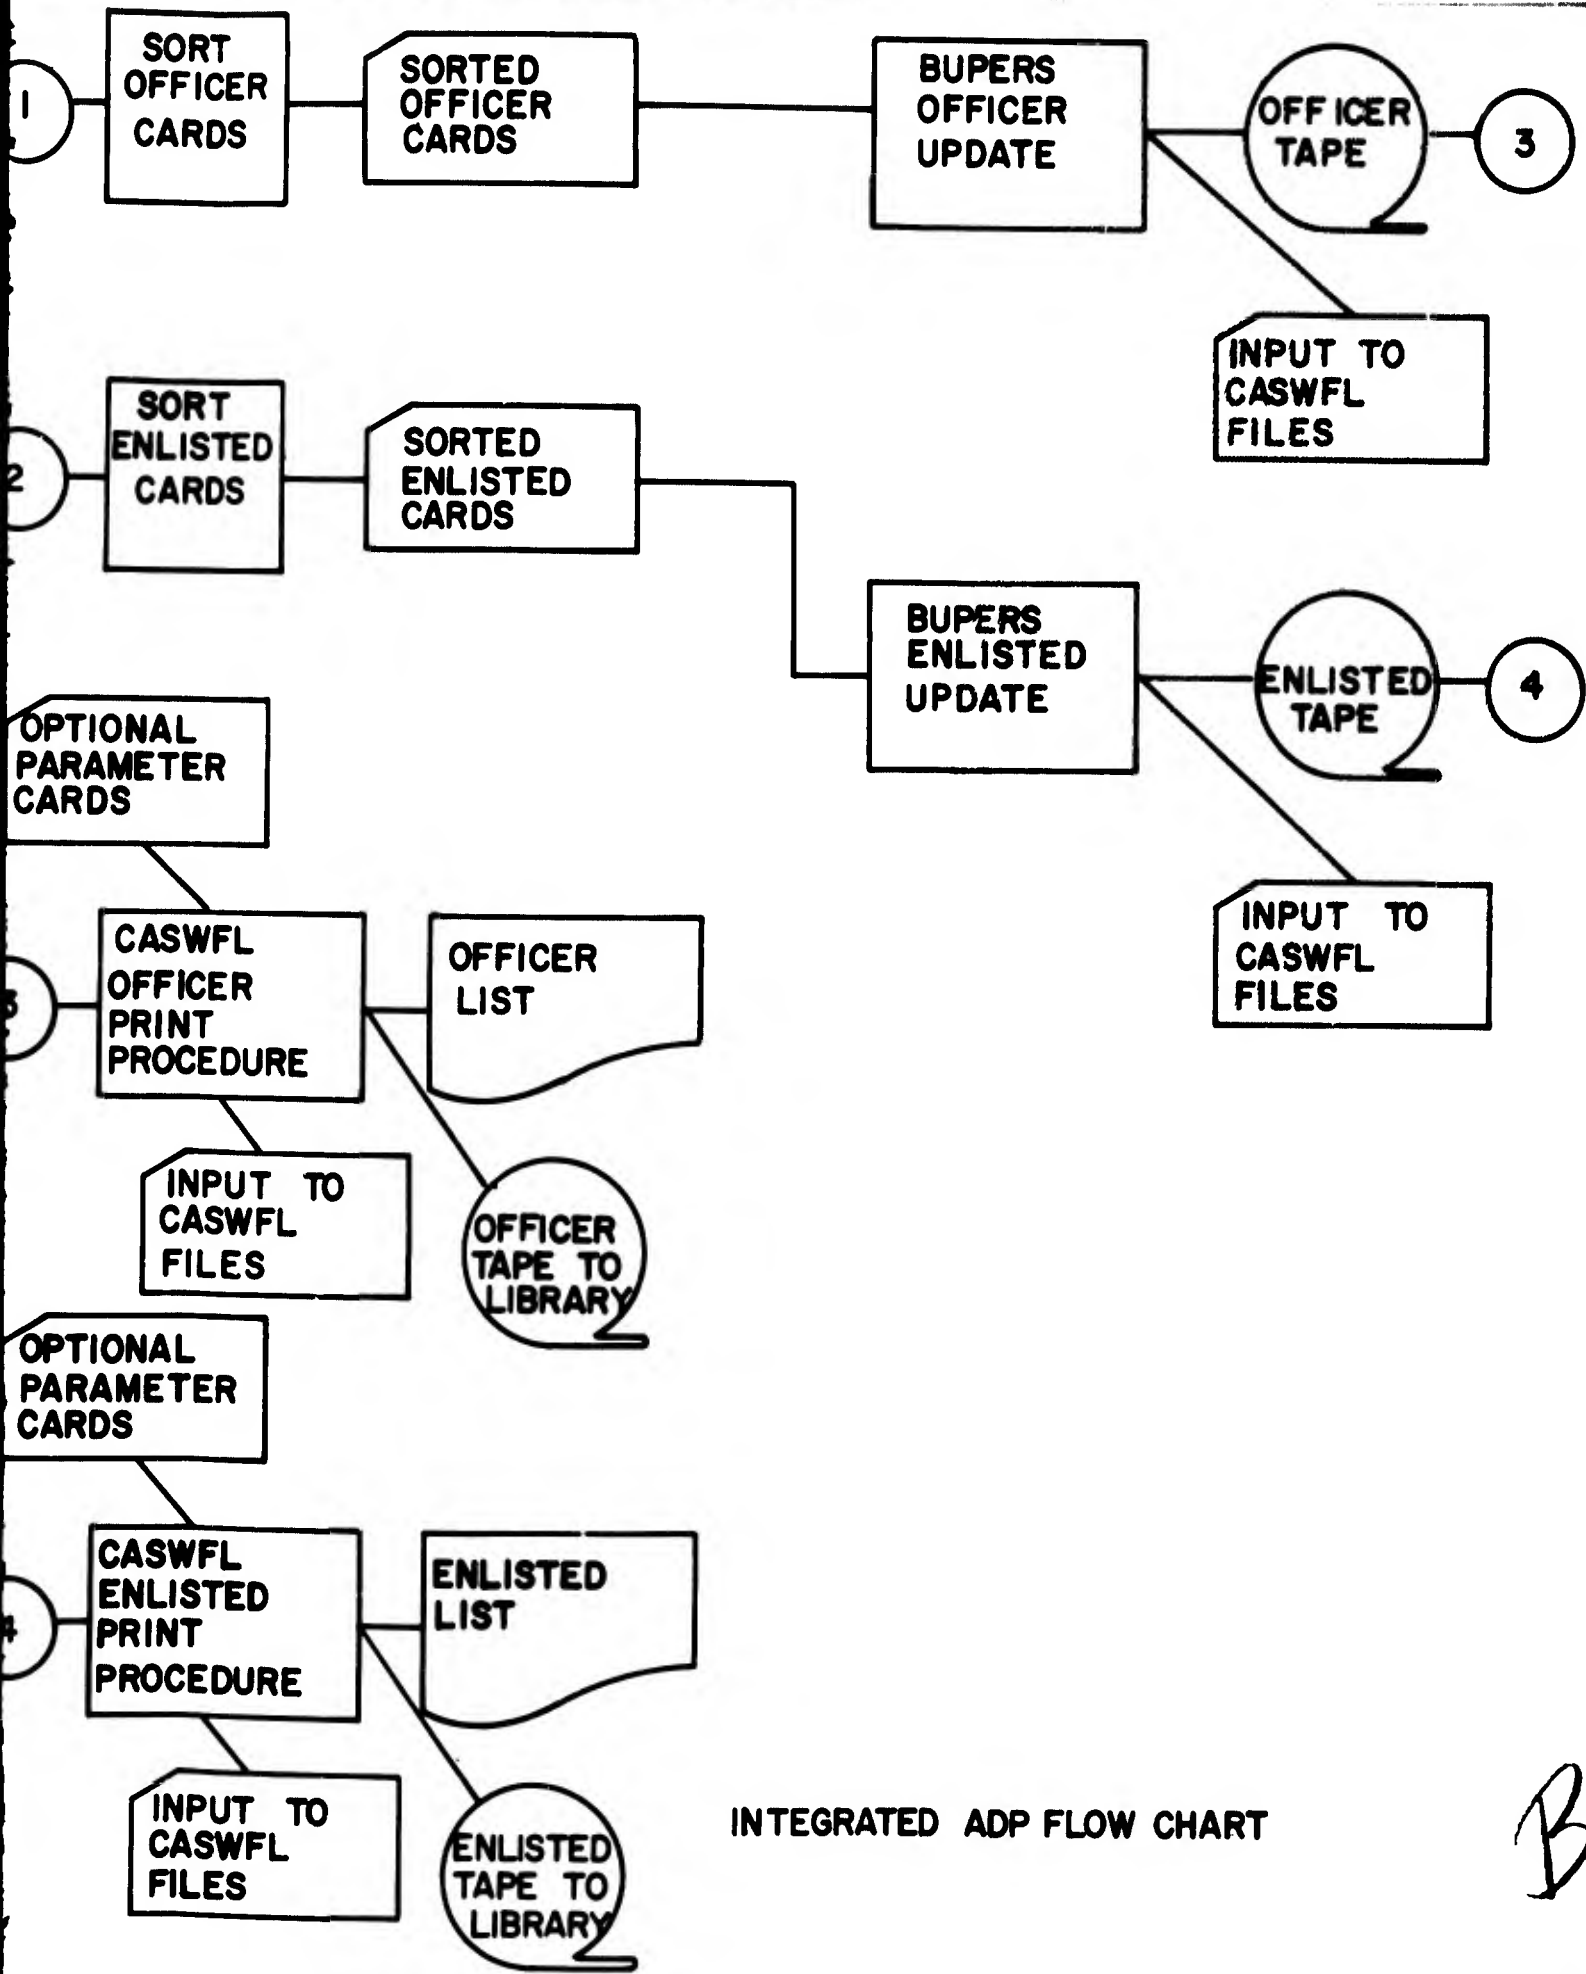 1
SORT
OFFICER
CARDS
SORTED
OFFICER
CARDS
BUPERS
OFFICER
UPDATE
OFFICER
TAPE
3
INPUT TO
CASWFL
FILES
2
SORT
ENLISTED
CARDS
SORTED
ENLISTED
CARDS
BUPERS
ENLISTED
UPDATE
ENLISTED
TAPE
4
INPUT TO
CASWFL
FILES
OPTIONAL
PARAMETER
CARDS
3
CASWFL
OFFICER
PRINT
PROCEDURE
OFFICER
LIST
INPUT TO
CASWFL
FILES
OFFICER
TAPE TO
LIBRARY
OPTIONAL
PARAMETER
CARDS
4
CASWFL
ENLISTED
PRINT
PROCEDURE
ENLISTED
LIST
INPUT TO
CASWFL
FILES
ENLISTED
TAPE TO
LIBRARY
INTEGRATED ADP FLOW CHART
B